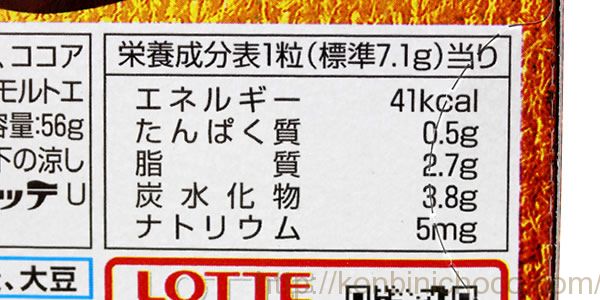 、ココア
モルトエ
容量:56g
下の涼し
ッテU
、大豆
栄養成分表1粒(標準7.1g)当り
エネルギー 41kcal
たんぱく質 0.5g
脂質 2.7g
炭水化物 3.8g
ナトリウム 5mg
LOTTE
http://konbinichoco.com/